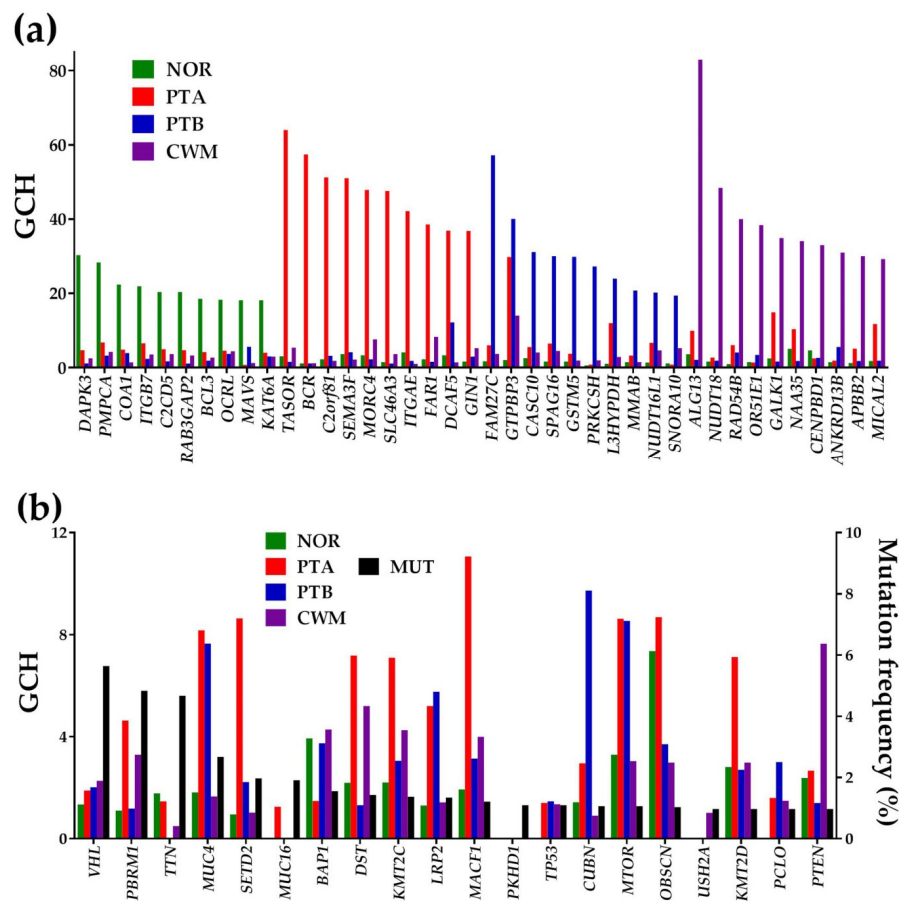 (a)
NOR
PTA
PTB
CWM
GCH
80
60
40
20
0
DAPK3
PMPCA
COA1
ITGB7
C2CD5
RAB3GAP2
BCL3
OCRL
MAVS
KAT6A
TASOR
BCR
C2orf81
SEMA3F
MORC4
SLC46A3
ITGAE
FAR1
DCAF5
GIN1
FAM27C
GTPBP3
CASC10
SPAG16
GSTM5
PRKCSH
L3HYPDH
MMAB
NUDT16L1
SNORA10
ALG13
NUDT18
RAD54B
OR51E1
GALK1
NAA35
CENPBD1
ANKRD13B
APBB2
MICAL2
(b)
NOR
PTA
PTB
CWM
MUT
GCH
12
8
4
0
10
8
6
4
2
0
Mutation frequency (%)
VHL
PBRM1
TTN
MUC4
SETD2
MUC16
BAP1
DST
KMT2C
LRP2
MACF1
PKHD1
TP53
CUBN
MTOR
OBSCN
USH2A
KMT2D
PCLO
PTEN